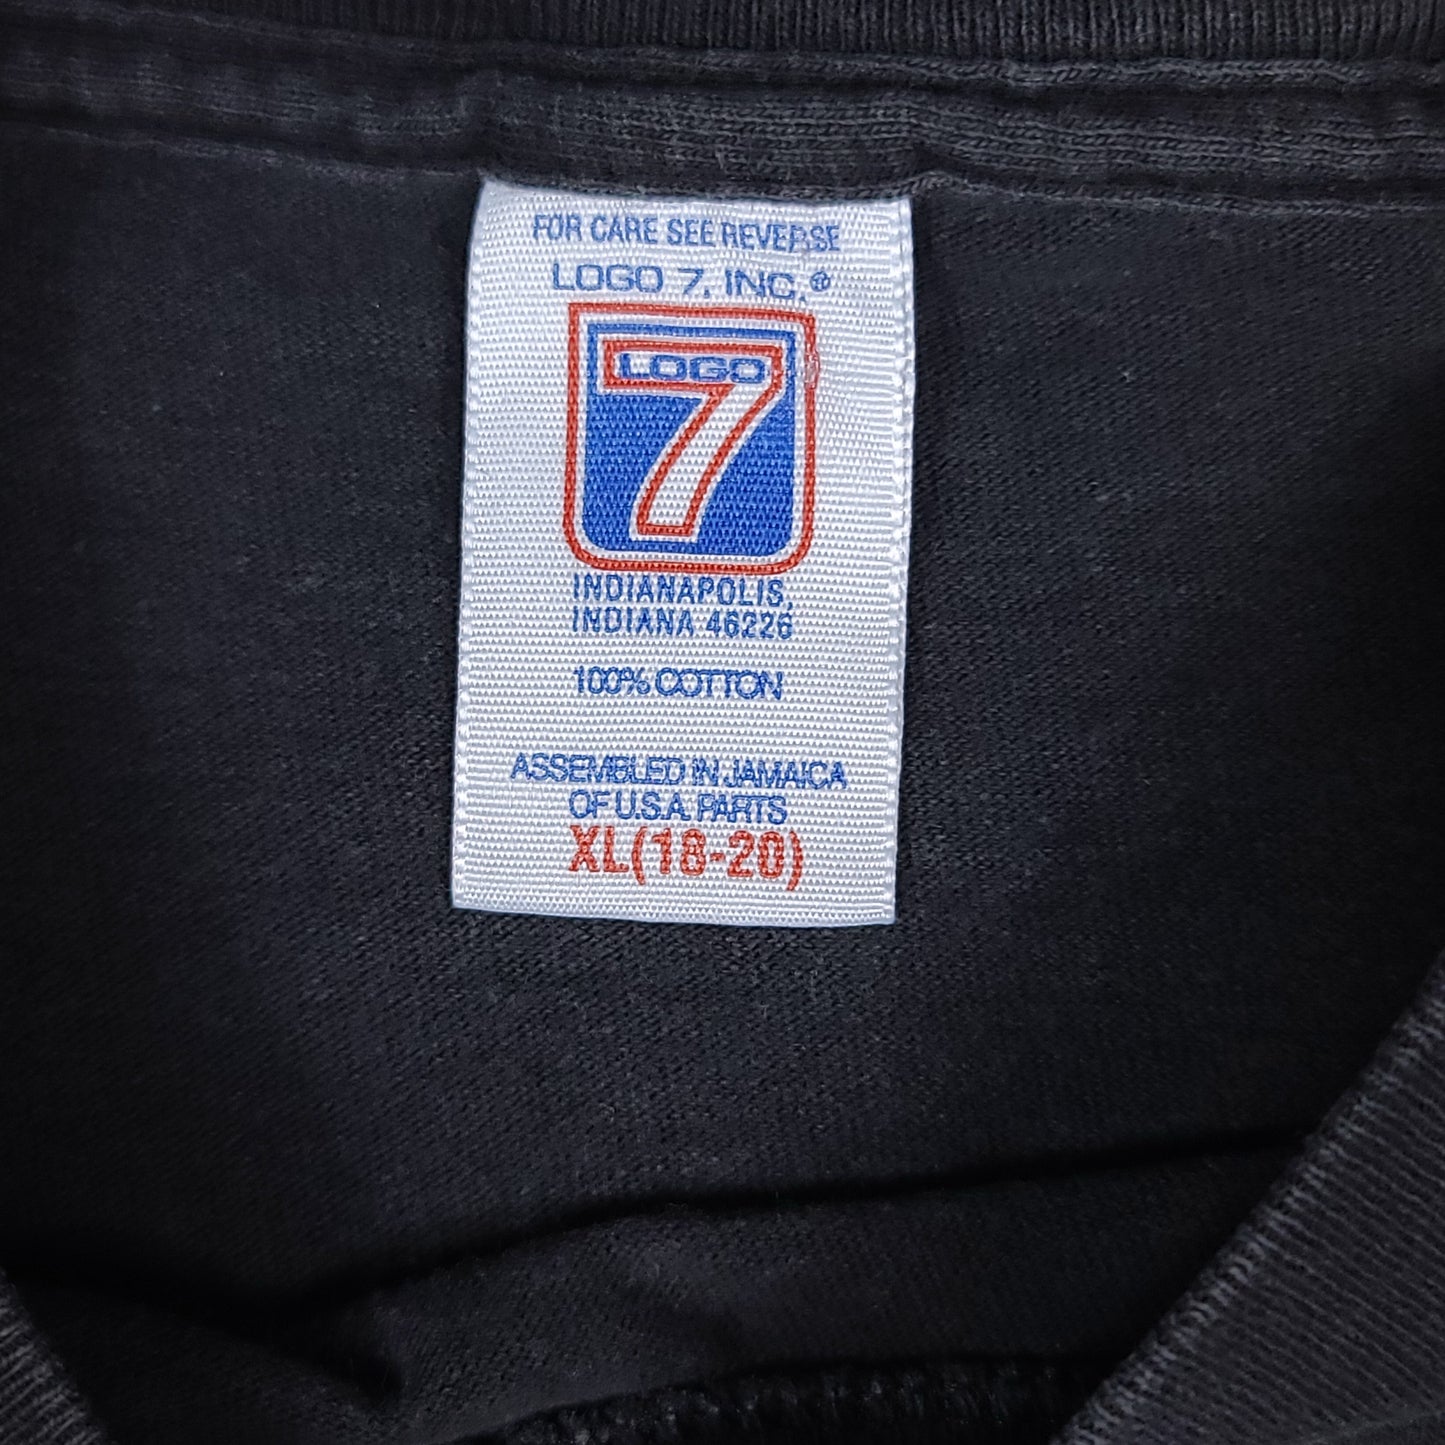 FOR CARE SEE REVERSE
LOGO 7, INC.®
LOGO
7
INDIANAPOLIS,
INDIANA 46226
100% COTTON
ASSEMBLED IN JAMAICA
OF U.S.A. PARTS
XL(18-20)